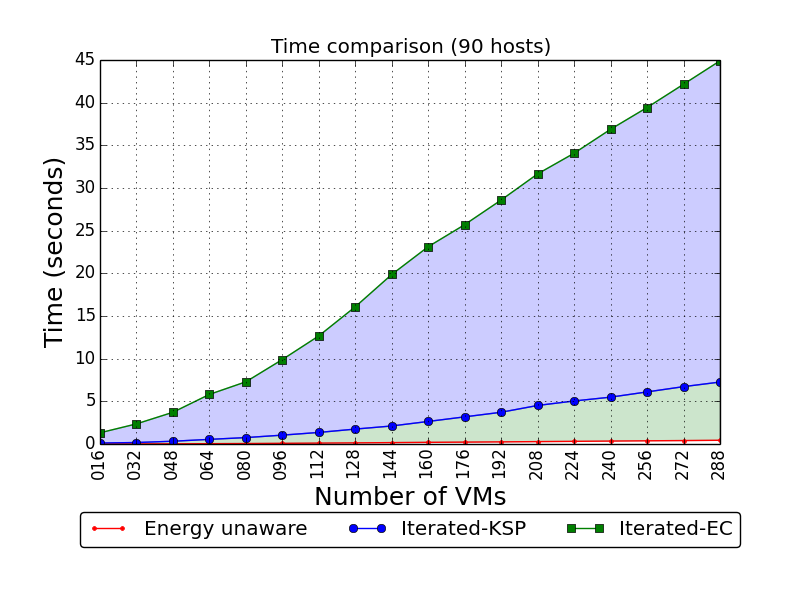 Time comparison (90 hosts)
45
40
35
30
25
20
15
10
5
0
Time (seconds)
016 032 048 064 080 096 112 128 144 160 176 192 208 224 240 256 272 288
Number of VMs
Energy unaware Iterated-KSP Iterated-EC